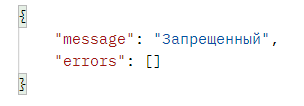 {
"message": "Запрещенный",
"errors": []
}